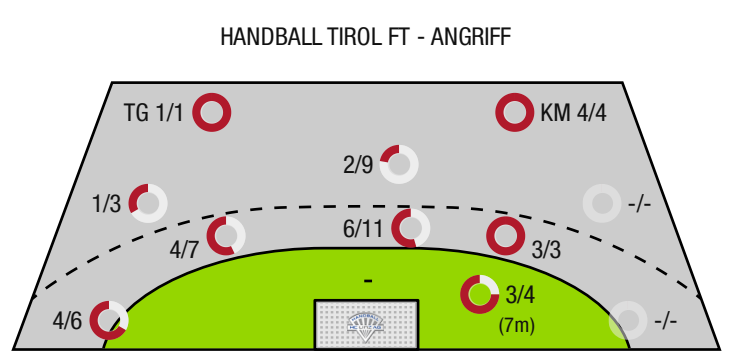 HANDBALL TIROL FT - ANGRIFF
TG 1/1
KM 4/4
2/9
1/3
-/-
4/7
6/11
3/3
-
4/6
3/4
(7m)
-/-
HANDBALL